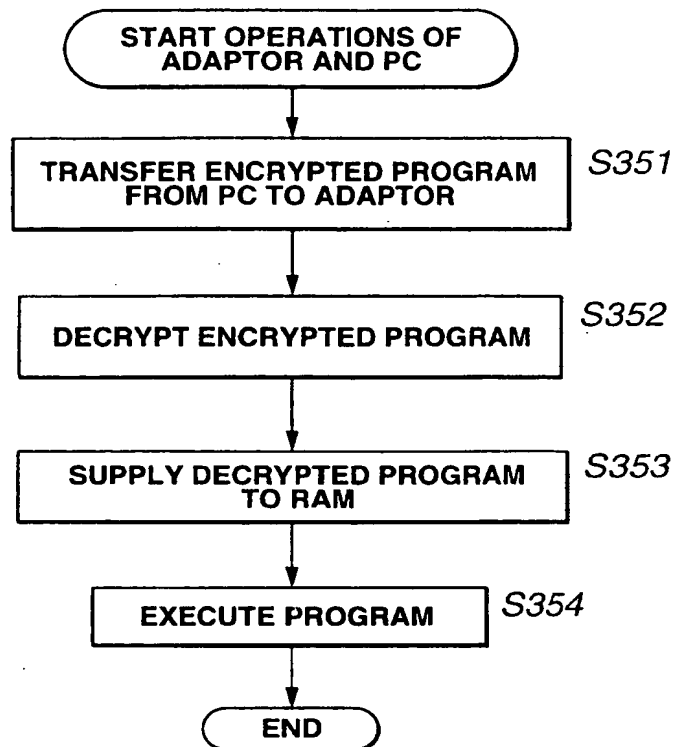 START OPERATIONS OF
ADAPTOR AND PC
TRANSFER ENCRYPTED PROGRAM
FROM PC TO ADAPTOR
S351
DECRYPT ENCRYPTED PROGRAM
S352
SUPPLY DECRYPTED PROGRAM
TO RAM
S353
EXECUTE PROGRAM
S354
END